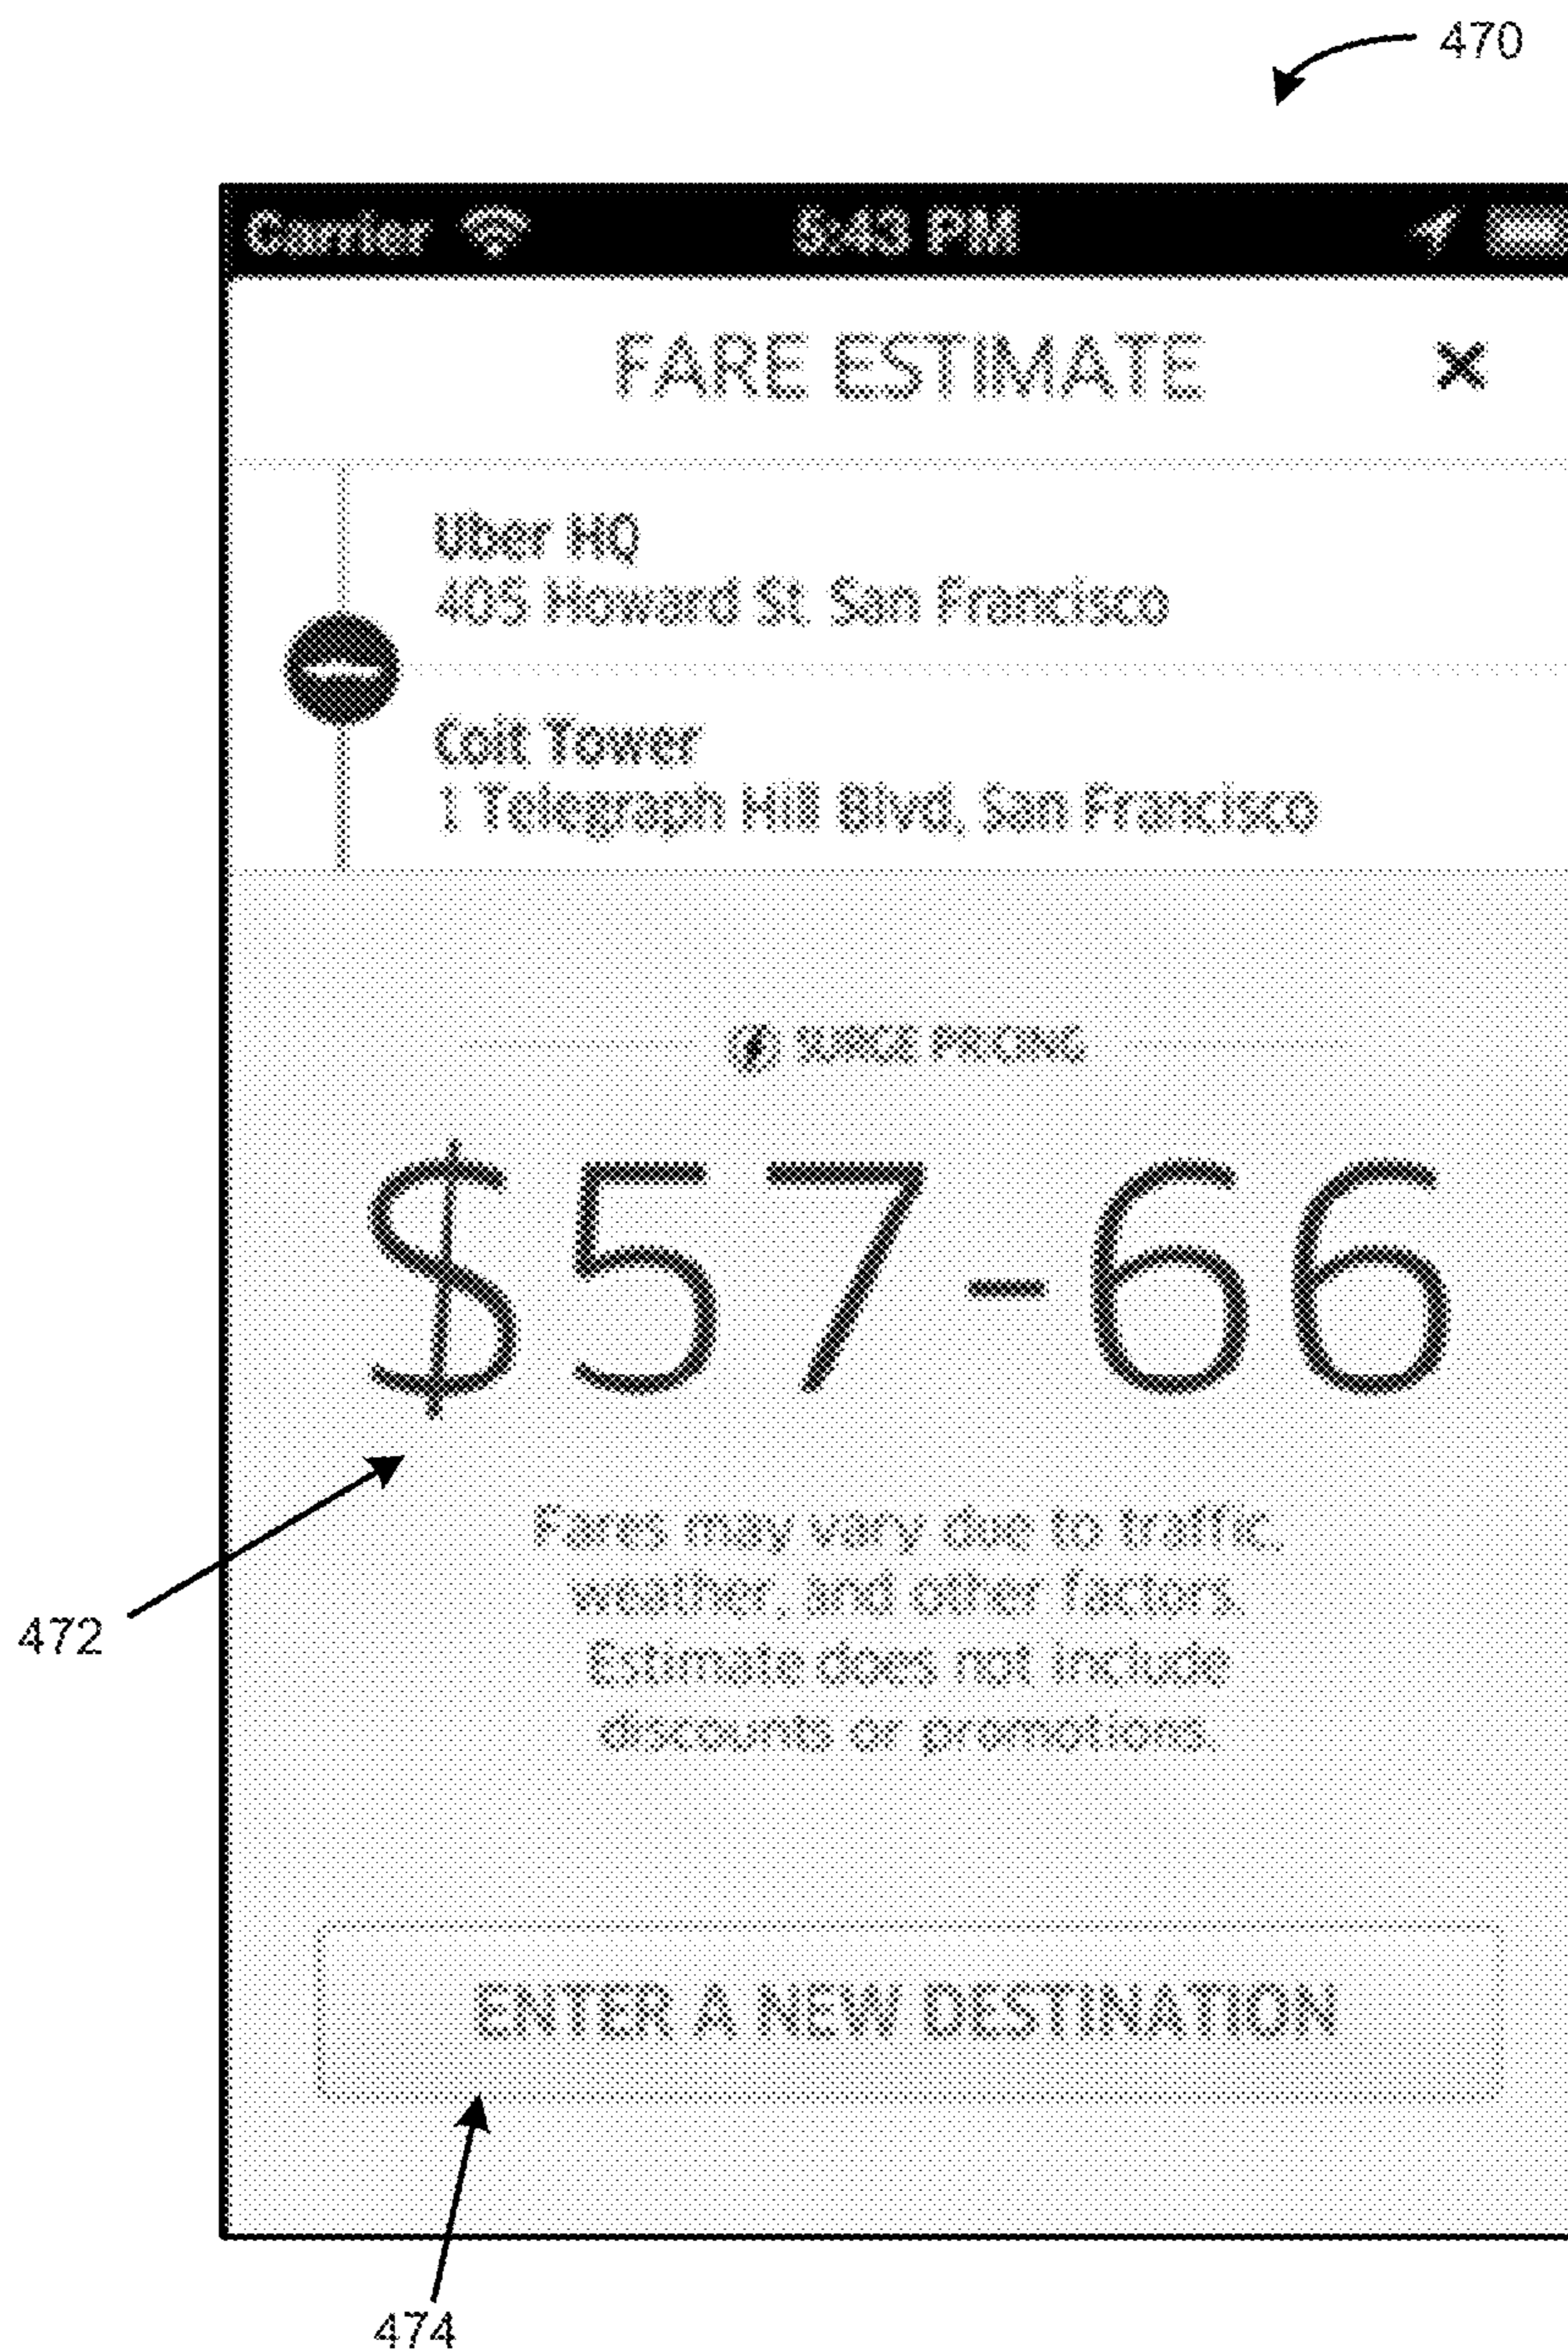 470
Carrier 5:43 PM
FARE ESTIMATE ×
Uber HQ
405 Howard St San Francisco
Coit Tower
1 Telegraph Hill Blvd, San Francisco
SURGE PRICING
$57-66
Fares may vary due to traffic,
weather, and other factors.
Estimate does not include
discounts or promotions.
472
ENTER A NEW DESTINATION
474